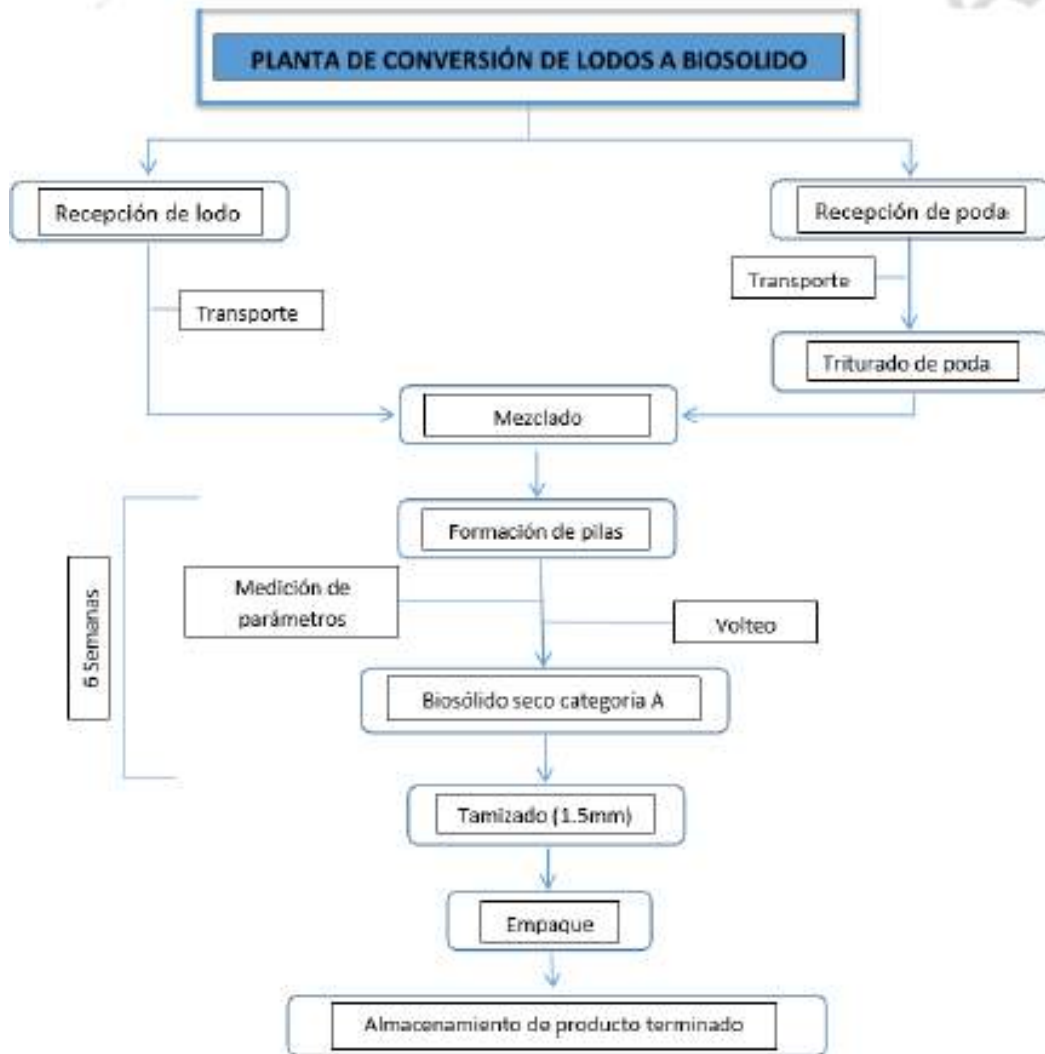 PLANTA DE CONVERSIÓN DE LODOS A BIOSOLIDO
Recepción de lodo
Recepción de poda
Transporte
Transporte
Triturado de poda
Mezclado
Formación de pilas
Medición de
parámetros
Volteo
6 Semanas
Biosólido seco categoría A
Tamizado (1.5mm)
Empaque
Almacenamiento de producto terminado